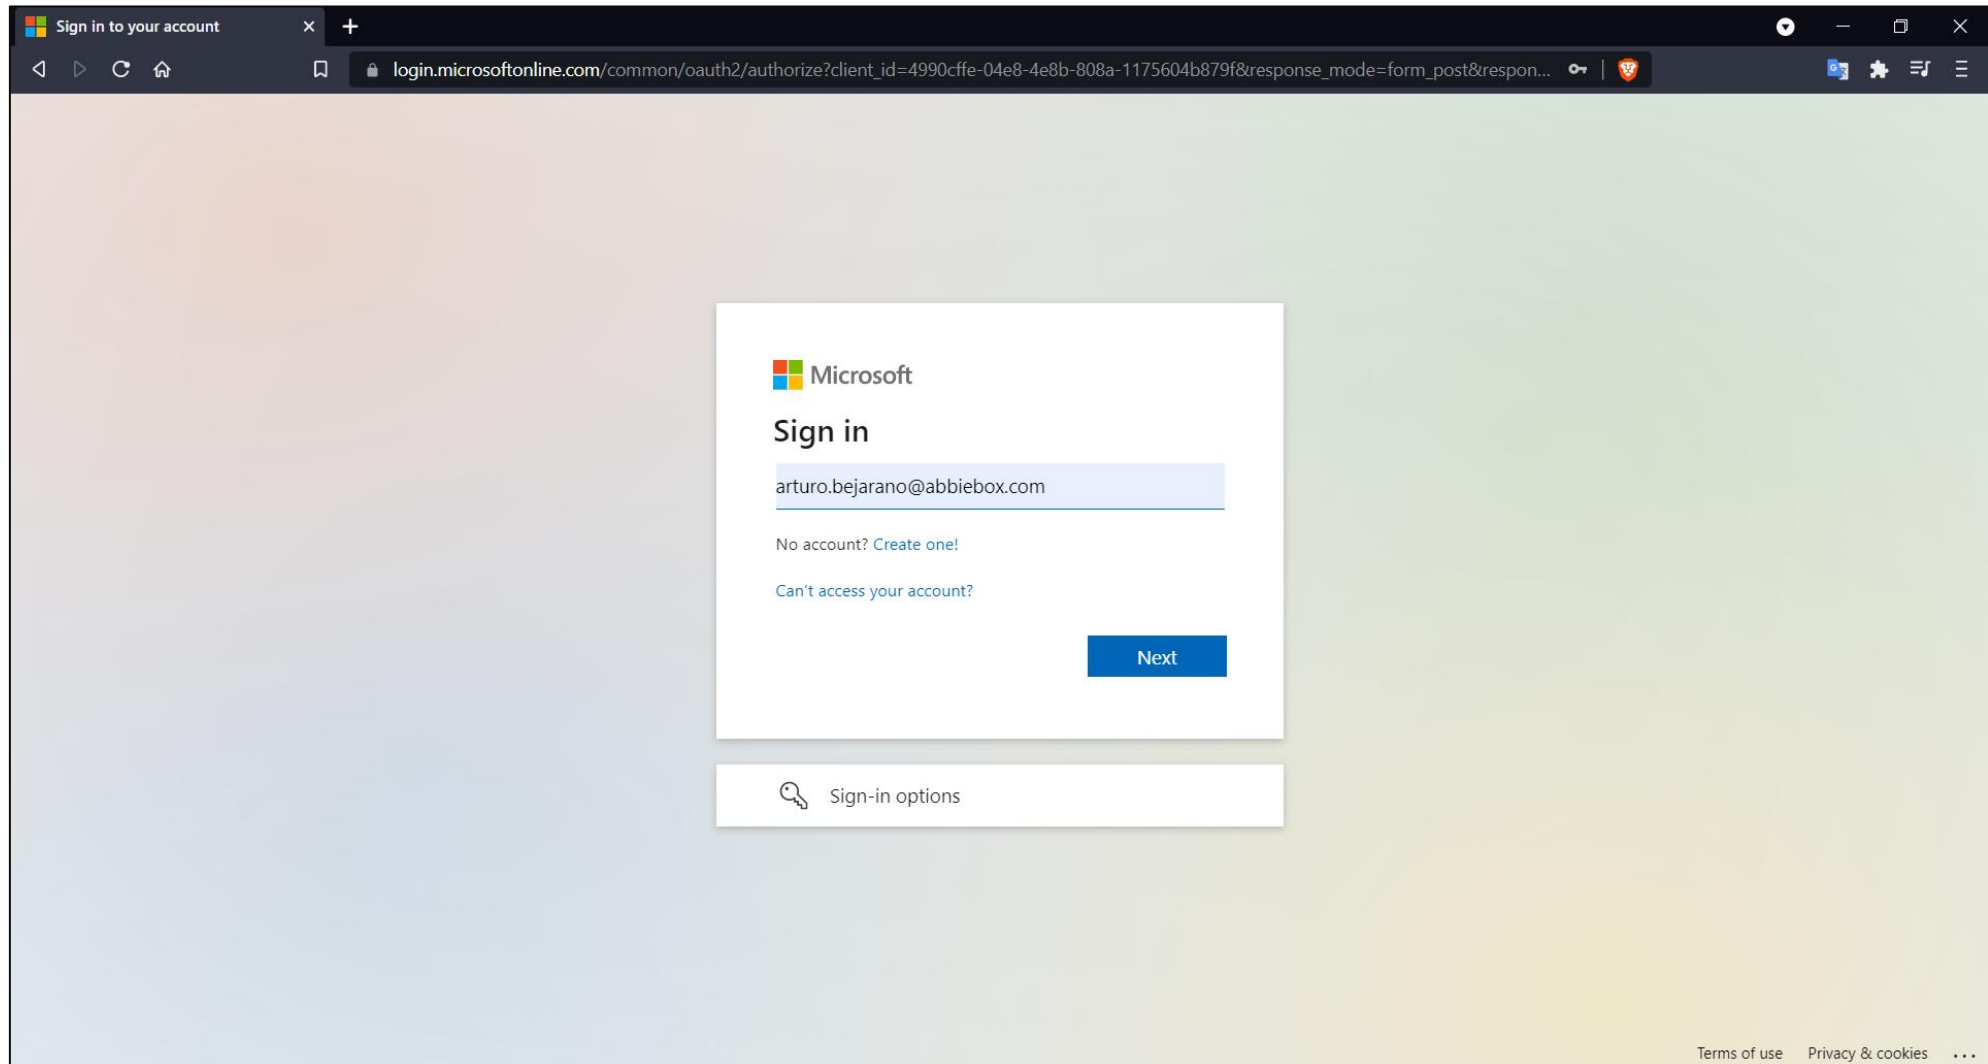 Sign in to your account
login.microsoftonline.com/common/oauth2/authorize?client_id=4990cffe-04e8-4e8b-808a-1175604b879f&response_mode=form_post&respon...
Microsoft
Sign in
arturo.bejarano@abbiebox.com
No account? Create one!
Can't access your account?
Next
Sign-in options
Terms of use Privacy & cookies ...